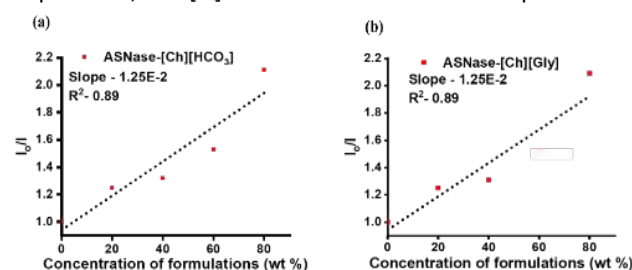 (a)
ASNase-[Ch][HCO₃]
Slope - 1.25E-2
R²- 0.89
2.2
2.0
1.8
1.6
1.4
1.2
1.0
I₀/I
0 20 40 60 80
Concentration of formulations (wt %)
(b)
ASNase-[Ch][Gly]
Slope - 1.25E-2
R²- 0.89
2.2
2.0
1.8
1.6
1.4
1.2
1.0
I₀/I
0 20 40 60 80
Concentration of formulations (wt %)